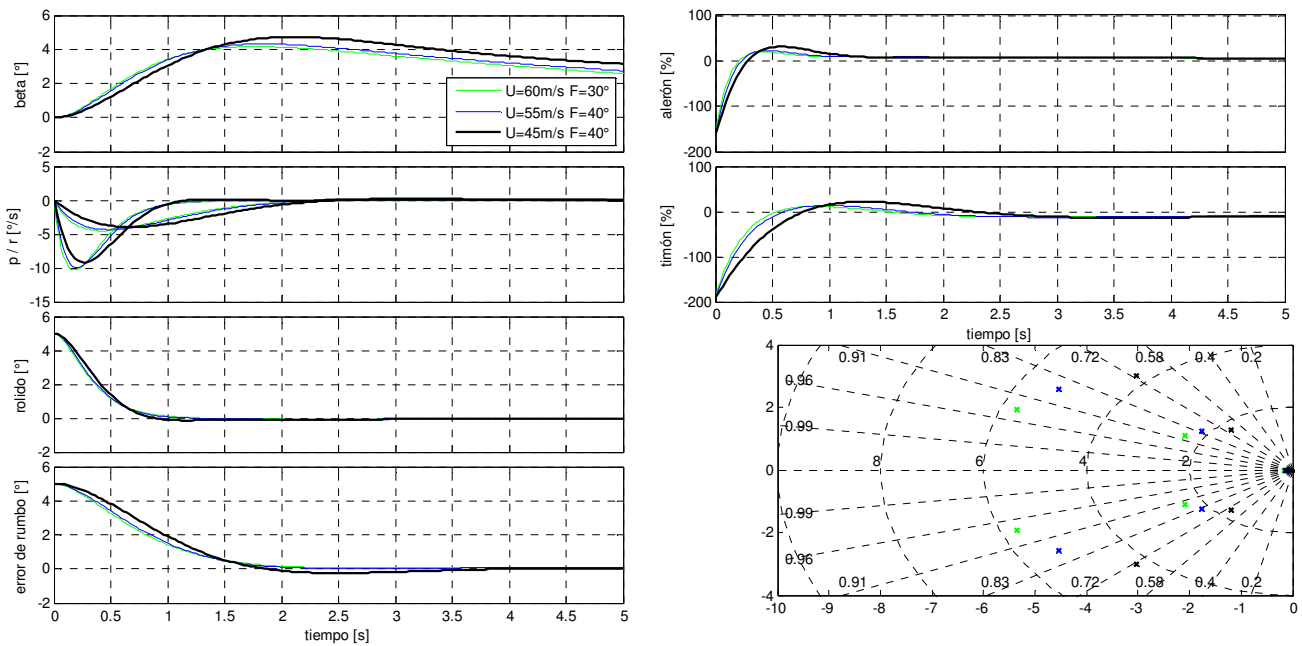 6
4
2
0
-2
beta [°]
U=60m/s F=30°
U=55m/s F=40°
U=45m/s F=40°
5
0
-5
-10
-15
p / r [°/s]
6
4
2
0
-2
rolido [°]
6
4
2
0
-2
error de rumbo [°]
0 0.5 1 1.5 2 2.5 3 3.5 4 4.5 5
tiempo [s]
100
0
-100
-200
alerón [%]
100
0
-100
-200
timón [%]
0 0.5 1 1.5 2 2.5 3 3.5 4 4.5 5
tiempo [s]
4
2
0
-2
-4
0.91 0.83 0.72 0.58 0.4 0.2
0.96
0.99
8 6 4 2
0.99
0.96
0.91 0.83 0.72 0.58 0.4 0.2
-10 -9 -8 -7 -6 -5 -4 -3 -2 -1 0